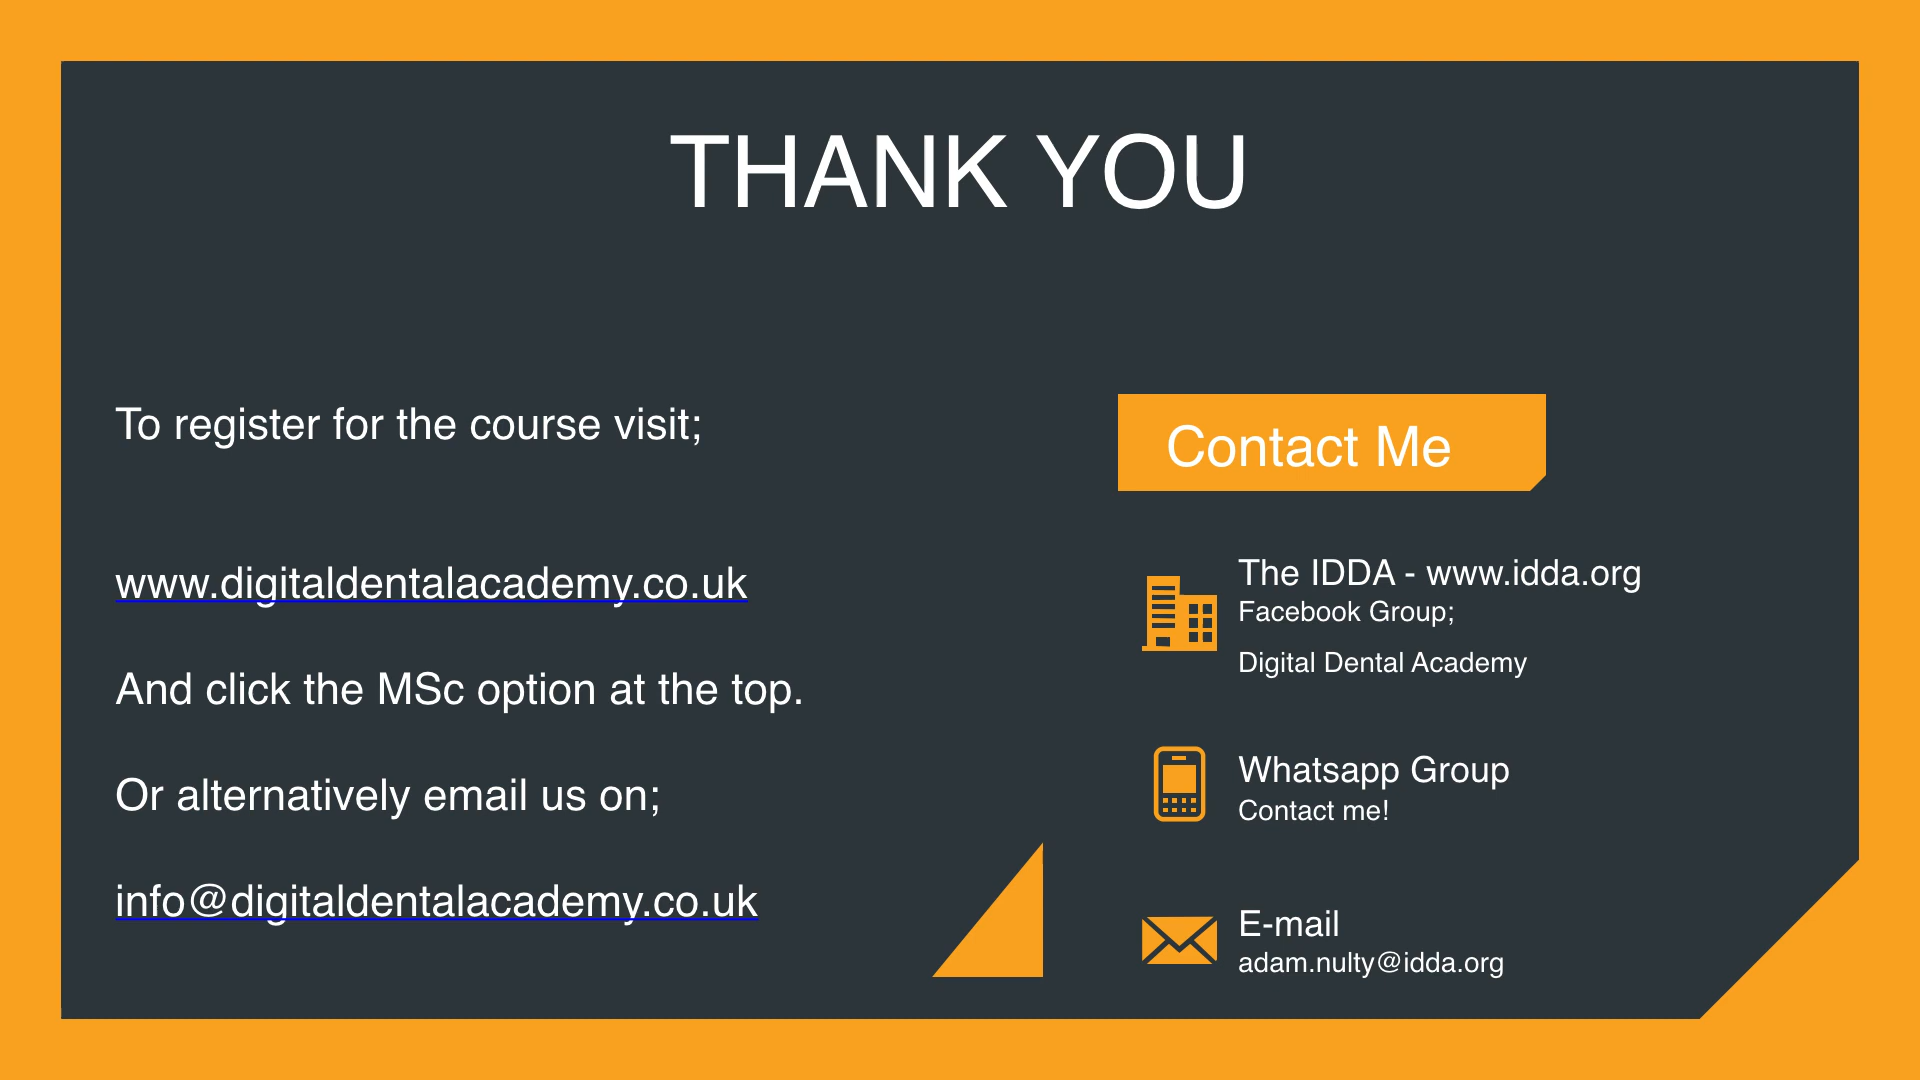 THANK YOU
To register for the course visit;
www.digitaldentalacademy.co.uk
And click the MSc option at the top.
Or alternatively email us on;
info@digitaldentalacademy.co.uk
Contact Me
The IDDA - www.idda.org
Facebook Group;
Digital Dental Academy
Whatsapp Group
Contact me!
E-mail
adam.nulty@idda.org